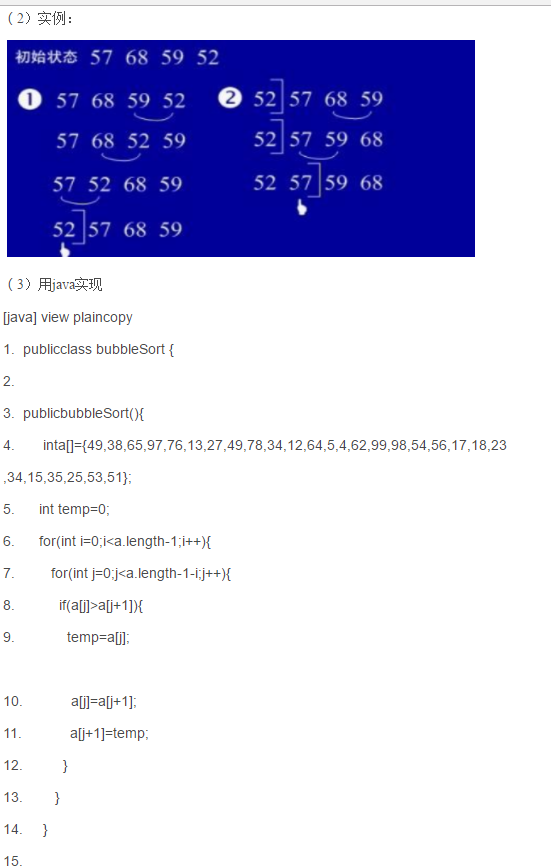 （2）实例：
初始状态 57 68 59 52
❶ 57 68 59 52 ❷ 52 57 68 59
57 68 52 59 52 57 59 68
57 52 68 59 52 57 59 68
52 57 68 59
（3）用java实现
[java] view plaincopy
1. publicclass bubbleSort {
2.
3. publicbubbleSort(){
4. inta[]={49,38,65,97,76,13,27,49,78,34,12,64,5,4,62,99,98,54,56,17,18,23
,34,15,35,25,53,51};
5. int temp=0;
6. for(int i=0;i<a.length-1;i++){
7. for(int j=0;j<a.length-1-i;j++){
8. if(a[j]>a[j+1]){
9. temp=a[j];
10. a[j]=a[j+1];
11. a[j+1]=temp;
12. }
13. }
14. }
15.